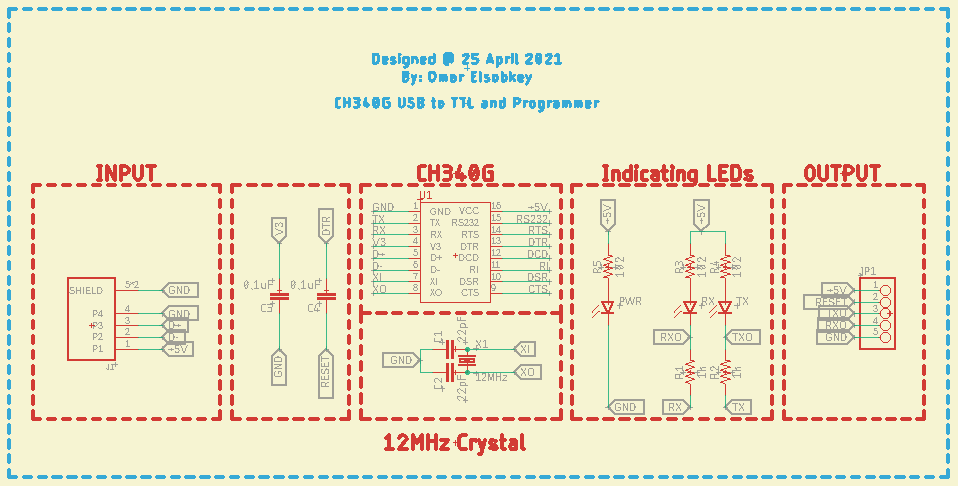 Designed @ 25 April 2021
By: Omar Elsobkey
CH340G USB to TTL and Programmer
INPUT
CH340G
Indicating LEDs
OUTPUT
SHIELD
GND
P4
4
GND
P3
3
D+
P2
2
D-
P1
1
+5V
J1
V3
DTR
0,1uF
0,1uF
C3
C4
GND
RESET
U1
GND 1 GND VCC 16 +5V
TX 2 TX RS232 15 RS232
RX 3 RX RTS 14 RTS
V3 4 V3 DTR 13 DTR
D+ 5 D+ DCD 12 DCD
D- 6 D- RI 11 RI
XI 7 XI DSR 10 DSR
XO 8 XO CTS 9 CTS
C1
22pF
X1
XI
GND
XO
C2
22pF
12MHz
+5V
+5V
R5
102
R3
102
R4
102
PWR
RX
TX
RXO
TXO
R1
1k
R2
1k
GND
RX
TX
JP1
+5V 1
RESET 2
TXO 3
RXO 4
GND 5
12MHz Crystal